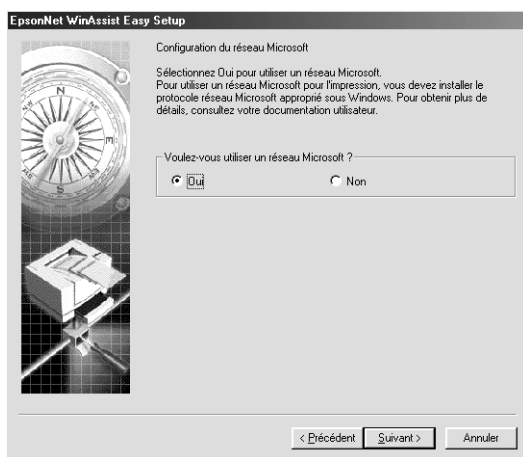 EpsonNet WinAssist Easy Setup
Configuration du réseau Microsoft
Sélectionnez Oui pour utiliser un réseau Microsoft.
Pour utiliser un réseau Microsoft pour l'impression, vous devez installer le
protocole réseau Microsoft approprié sous Windows. Pour obtenir plus de
détails, consultez votre documentation utilisateur.
Voulez-vous utiliser un réseau Microsoft ?
Oui Non
N
NW
W
SW
S
< Précédent Suivant > Annuler